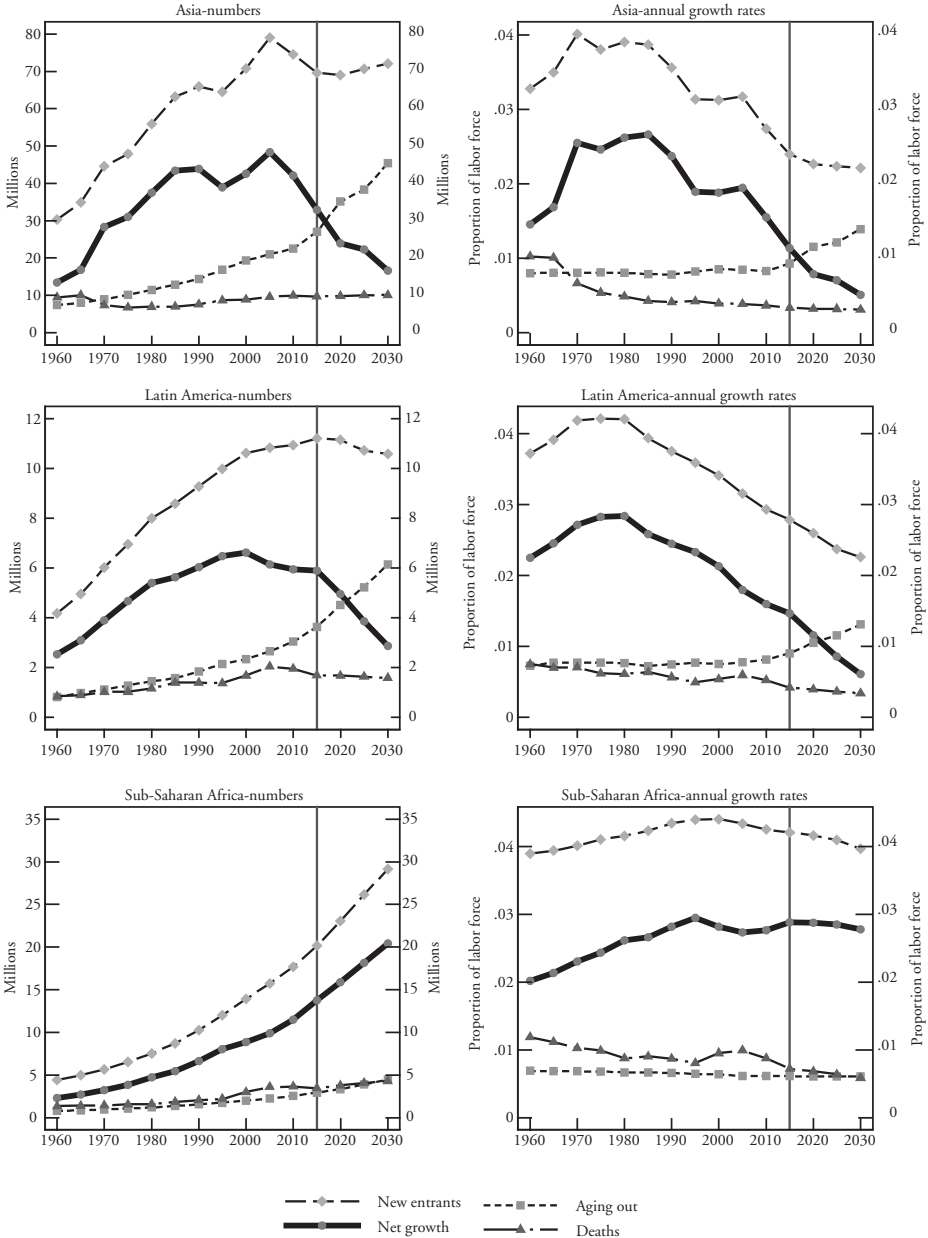 Asia-numbers
80
70
60
50
40
30
20
10
0
80
70
60
50
40
30
20
10
0
Millions
Millions
1960 1970 1980 1990 2000 2010 2020 2030
Asia-annual growth rates
.04
.03
.02
.01
0
.04
.03
.02
.01
0
Proportion of labor force
Proportion of labor force
1960 1970 1980 1990 2000 2010 2020 2030
Latin America-numbers
12
10
8
6
4
2
0
12
10
8
6
4
2
0
Millions
Millions
1960 1970 1980 1990 2000 2010 2020 2030
Latin America-annual growth rates
.04
.03
.02
.01
0
.04
.03
.02
.01
0
Proportion of labor force
Proportion of labor force
1960 1970 1980 1990 2000 2010 2020 2030
Sub-Saharan Africa-numbers
35
30
25
20
15
10
5
0
35
30
25
20
15
10
5
0
Millions
Millions
1960 1970 1980 1990 2000 2010 2020 2030
Sub-Saharan Africa-annual growth rates
.04
.03
.02
.01
0
.04
.03
.02
.01
0
Proportion of labor force
Proportion of labor force
1960 1970 1980 1990 2000 2010 2020 2030
New entrants
Aging out
Net growth
Deaths